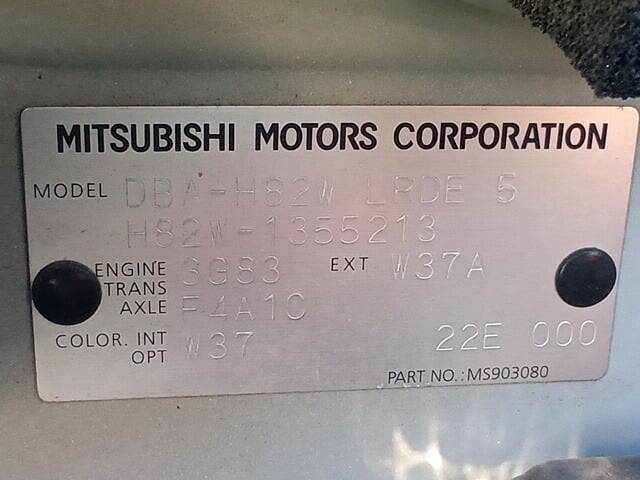 MITSUBISHI MOTORS CORPORATION
MODEL DBA-H82W LRDE 5
H82W-1355213
ENGINE 3G83 EXT W37A
TRANS
AXLE F4A1C
COLOR. INT W37 22E 000
OPT
PART NO.: MS903080